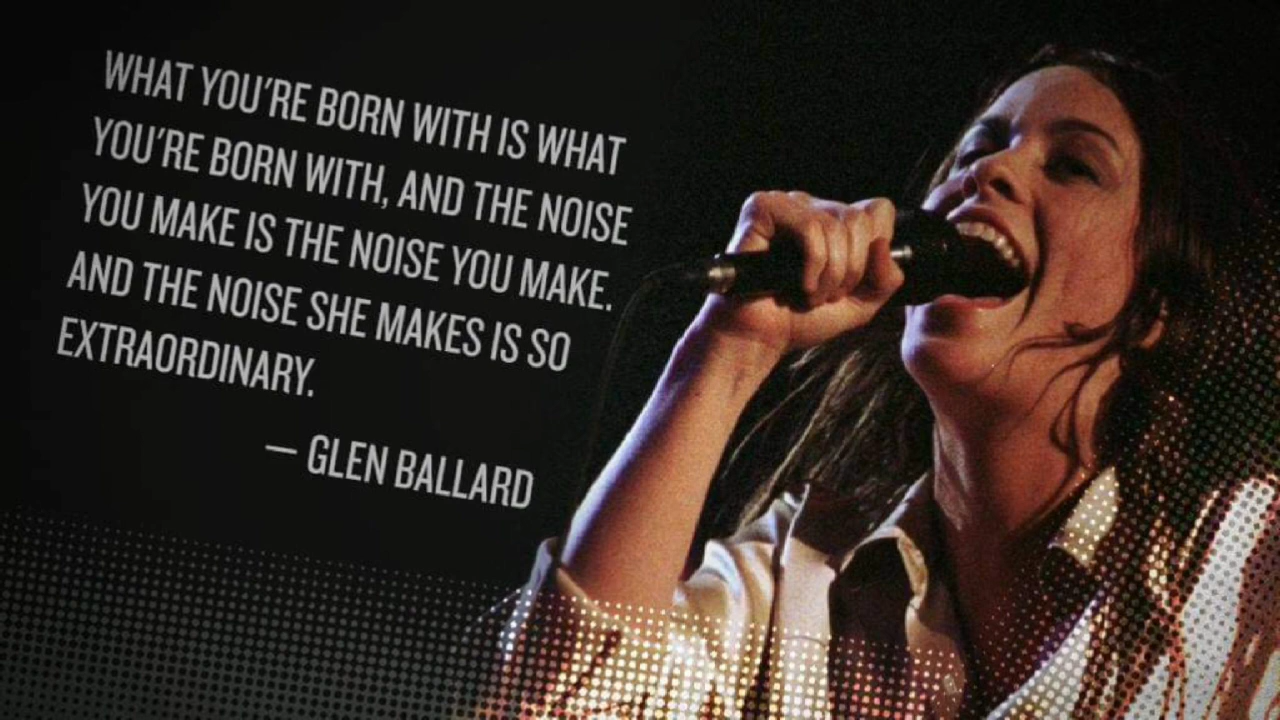 WHAT YOU'RE BORN WITH IS WHAT
YOU'RE BORN WITH, AND THE NOISE
YOU MAKE IS THE NOISE YOU MAKE.
AND THE NOISE SHE MAKES IS SO
EXTRAORDINARY.
— GLEN BALLARD